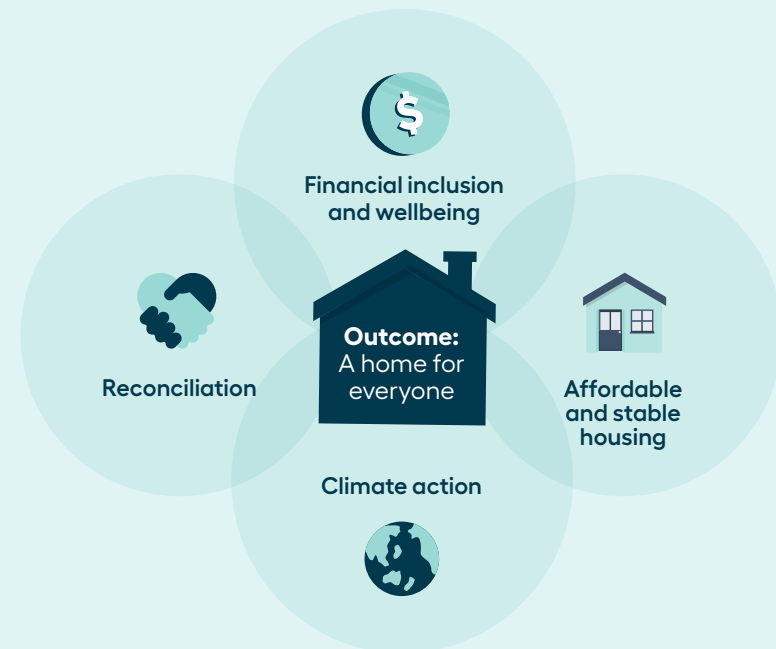 $
Financial inclusion
and wellbeing
Reconciliation
Outcome:
A home for
everyone
Affordable
and stable
housing
Climate action